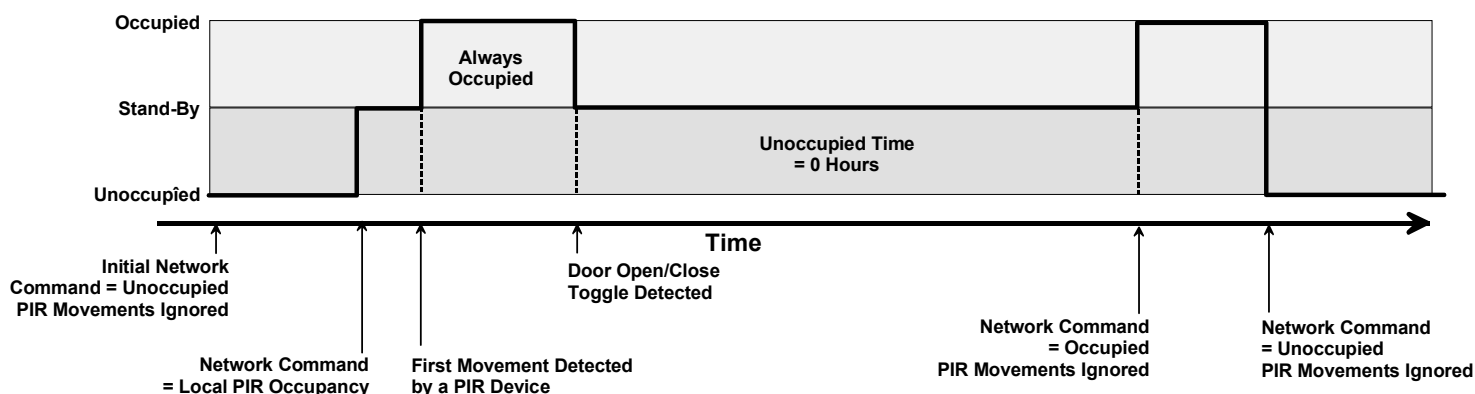 Occupied
Always
Occupied
Stand-By
Unoccupied Time
= 0 Hours
Unoccupied
Time
Initial Network
Command = Unoccupied
PIR Movements Ignored
Door Open/Close
Toggle Detected
Network Command
= Local PIR Occupancy
First Movement Detected
by a PIR Device
Network Command
= Occupied
PIR Movements Ignored
Network Command
= Unoccupied
PIR Movements Ignored